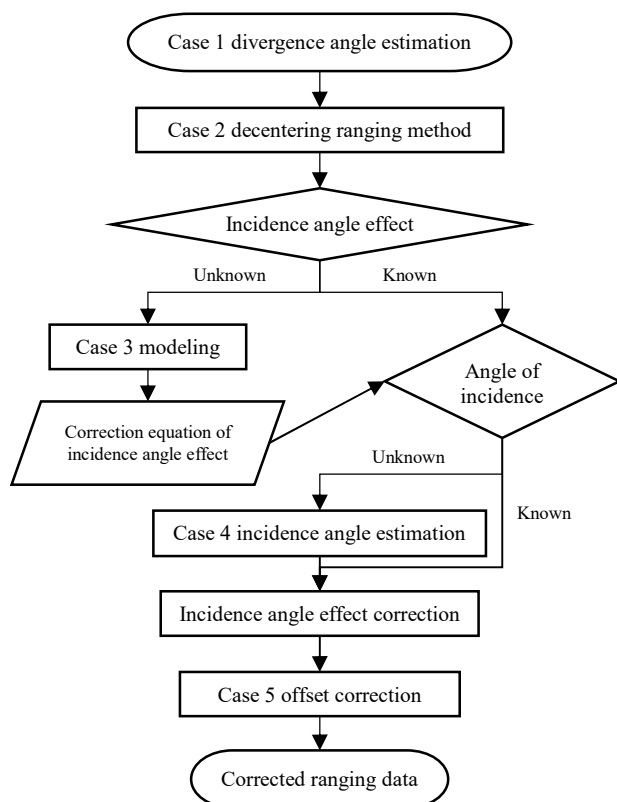 Case 1 divergence angle estimation
Case 2 decentering ranging method
Incidence angle effect
Unknown
Known
Case 3 modeling
Angle of
incidence
Correction equation of
incidence angle effect
Unknown
Known
Case 4 incidence angle estimation
Incidence angle effect correction
Case 5 offset correction
Corrected ranging data